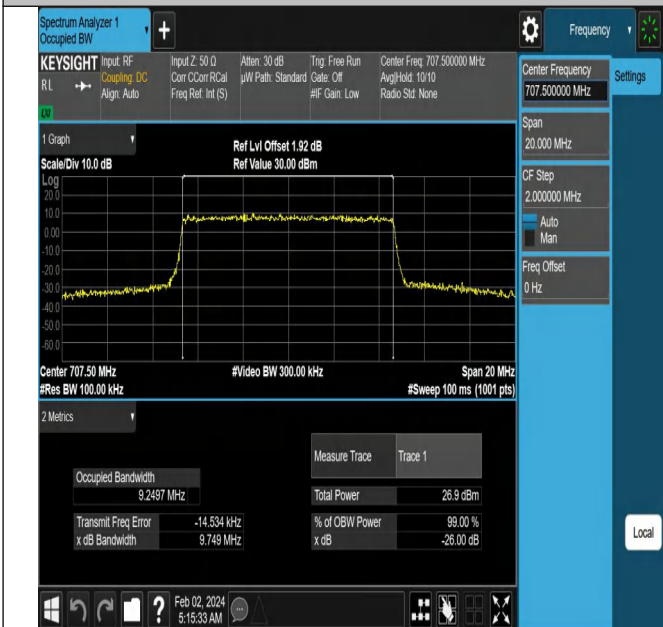 Spectrum Analyzer 1
Occupied BW
Frequency
KEYSIGHT
RL
Input: RF
Coupling: DC
Align: Auto
Input Z: 50 Ω
Corr CCorr RCal
Freq Ref: Int (S)
Atten: 30 dB
µW Path: Standard
Trig: Free Run
Gate: Off
#IF Gain: Low
Center Freq: 707.500000 MHz
Avg|Hold: 10/10
Radio Std: None
Center Frequency
707.500000 MHz
Settings
Span
20.000 MHz
CF Step
2.000000 MHz
Auto
Man
Freq Offset
0 Hz
Local
1 Graph
Scale/Div 10.0 dB
Ref Lvl Offset 1.92 dB
Ref Value 30.00 dBm
Log
20.0
10.0
0.00
-10.0
-20.0
-30.0
-40.0
-50.0
-60.0
Center 707.50 MHz
#Res BW 100.00 kHz
#Video BW 300.00 kHz
Span 20 MHz
#Sweep 100 ms (1001 pts)
2 Metrics
Measure Trace Trace 1
Occupied Bandwidth
9.2497 MHz
Total Power 26.9 dBm
Transmit Freq Error -14.534 kHz
% of OBW Power 99.00 %
x dB Bandwidth 9.749 MHz
x dB -26.00 dB
?
Feb 02, 2024
5:15:33 AM